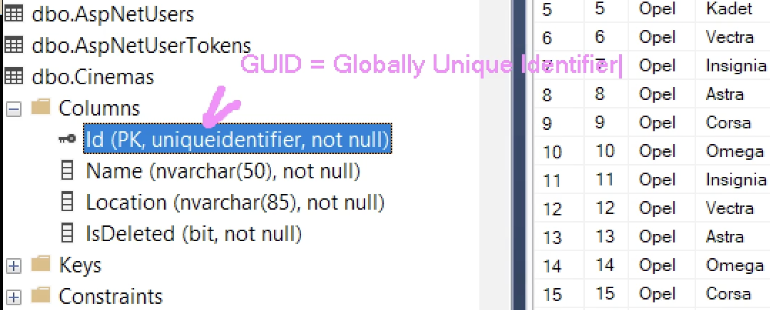 dbo.AspNetUsers
dbo.AspNetUserTokens
GUID = Globally Unique Identifier
dbo.Cinemas
Columns
Id (PK, uniqueidentifier, not null)
Name (nvarchar(50), not null)
Location (nvarchar(85), not null)
IsDeleted (bit, not null)
Keys
Constraints
5 5 Opel Kadet
6 6 Opel Vectra
7 7 Opel Insignia
8 8 Opel Astra
9 9 Opel Corsa
10 10 Opel Omega
11 11 Opel Insignia
12 12 Opel Vectra
13 13 Opel Astra
14 14 Opel Omega
15 15 Opel Corsa